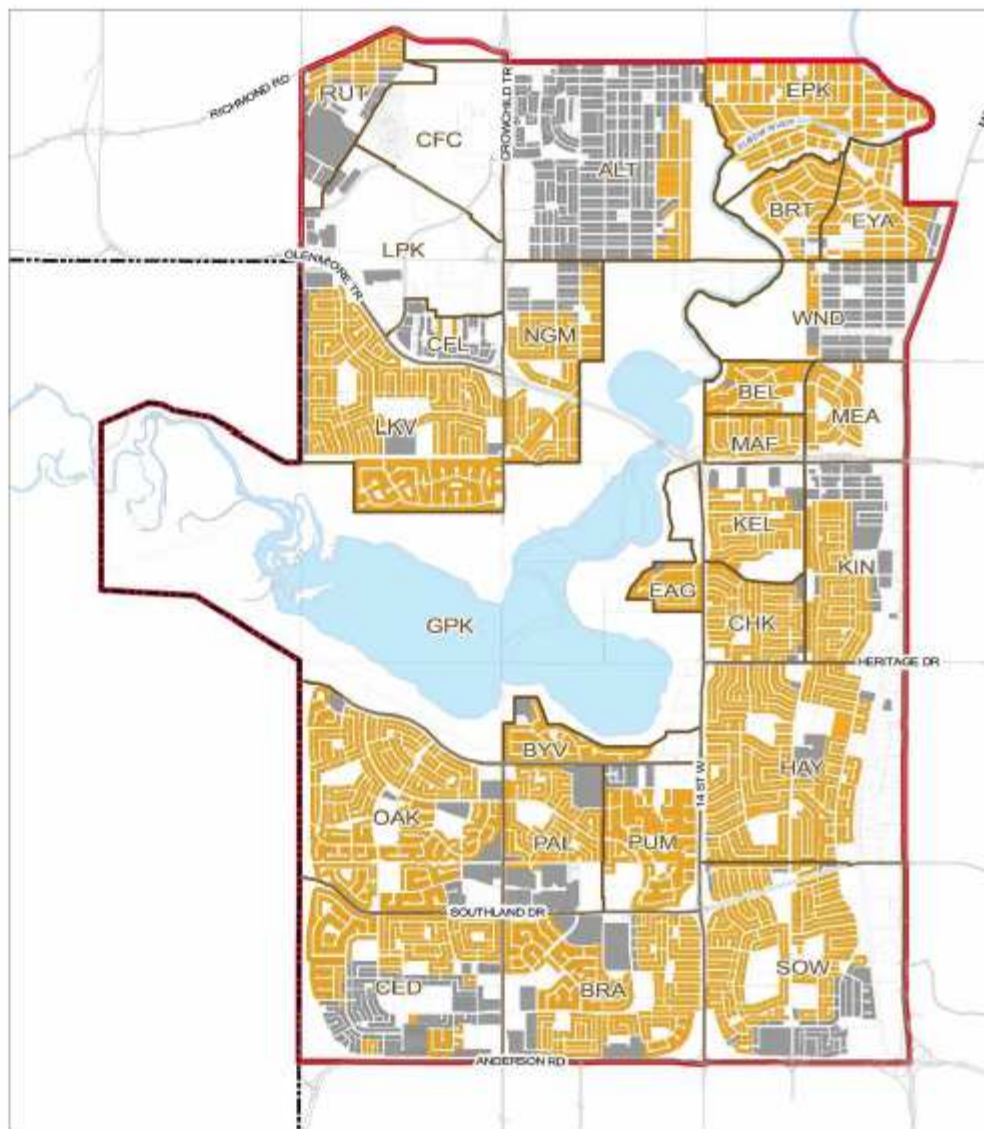 RICHMOND RD
RUT
CFC
CROWCHILD TR
EPK
ELBOW RIVER
ALT
BRT
EYA
LPK
GLENMORE TR
CFL
NGM
WND
BEL
MEA
LKV
MAF
KEL
KIN
EAG
GPK
CHK
HERITAGE DR
BYV
14 ST W
HAY
OAK
PAL
PUM
SOUTHLAND DR
CED
BRA
SOW
ANDERSON RD